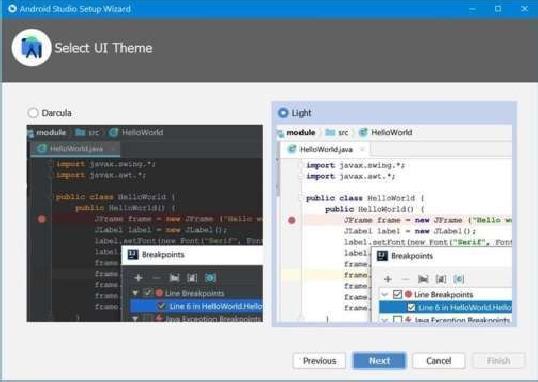 Android Studio Setup Wizard
Select UI Theme
Darcula
module src HelloWorld
HelloWorld.java
import javax.swing.*;
import java.awt.*;
public class HelloWorld {
public HelloWorld() {
JFrame frame = new JFrame ("Hello w
JLabel label = new JLabel();
label.setFont(new Font("Serif", Font
label.
frame.
frame.
frame.
frame.
frame.
}
Breakpoints
Line Breakpoints
Line 6 in HelloWorld.Hello
Java Exception Breakpoints
Light
module src HelloWorld
HelloWorld.java
import javax.swing.*;
import java.awt.*;
public class HelloWorld {
public HelloWorld() {
JFrame frame = new JFrame ("Hello w
JLabel label = new JLabel();
label.setFont(new Font("Serif", Font
label.
frame.
frame.
frame.
frame.
frame.
}
Breakpoints
Line Breakpoints
Line 6 in HelloWorld.Hello
Java Exception Breakpoints
Previous
Next
Cancel
Finish